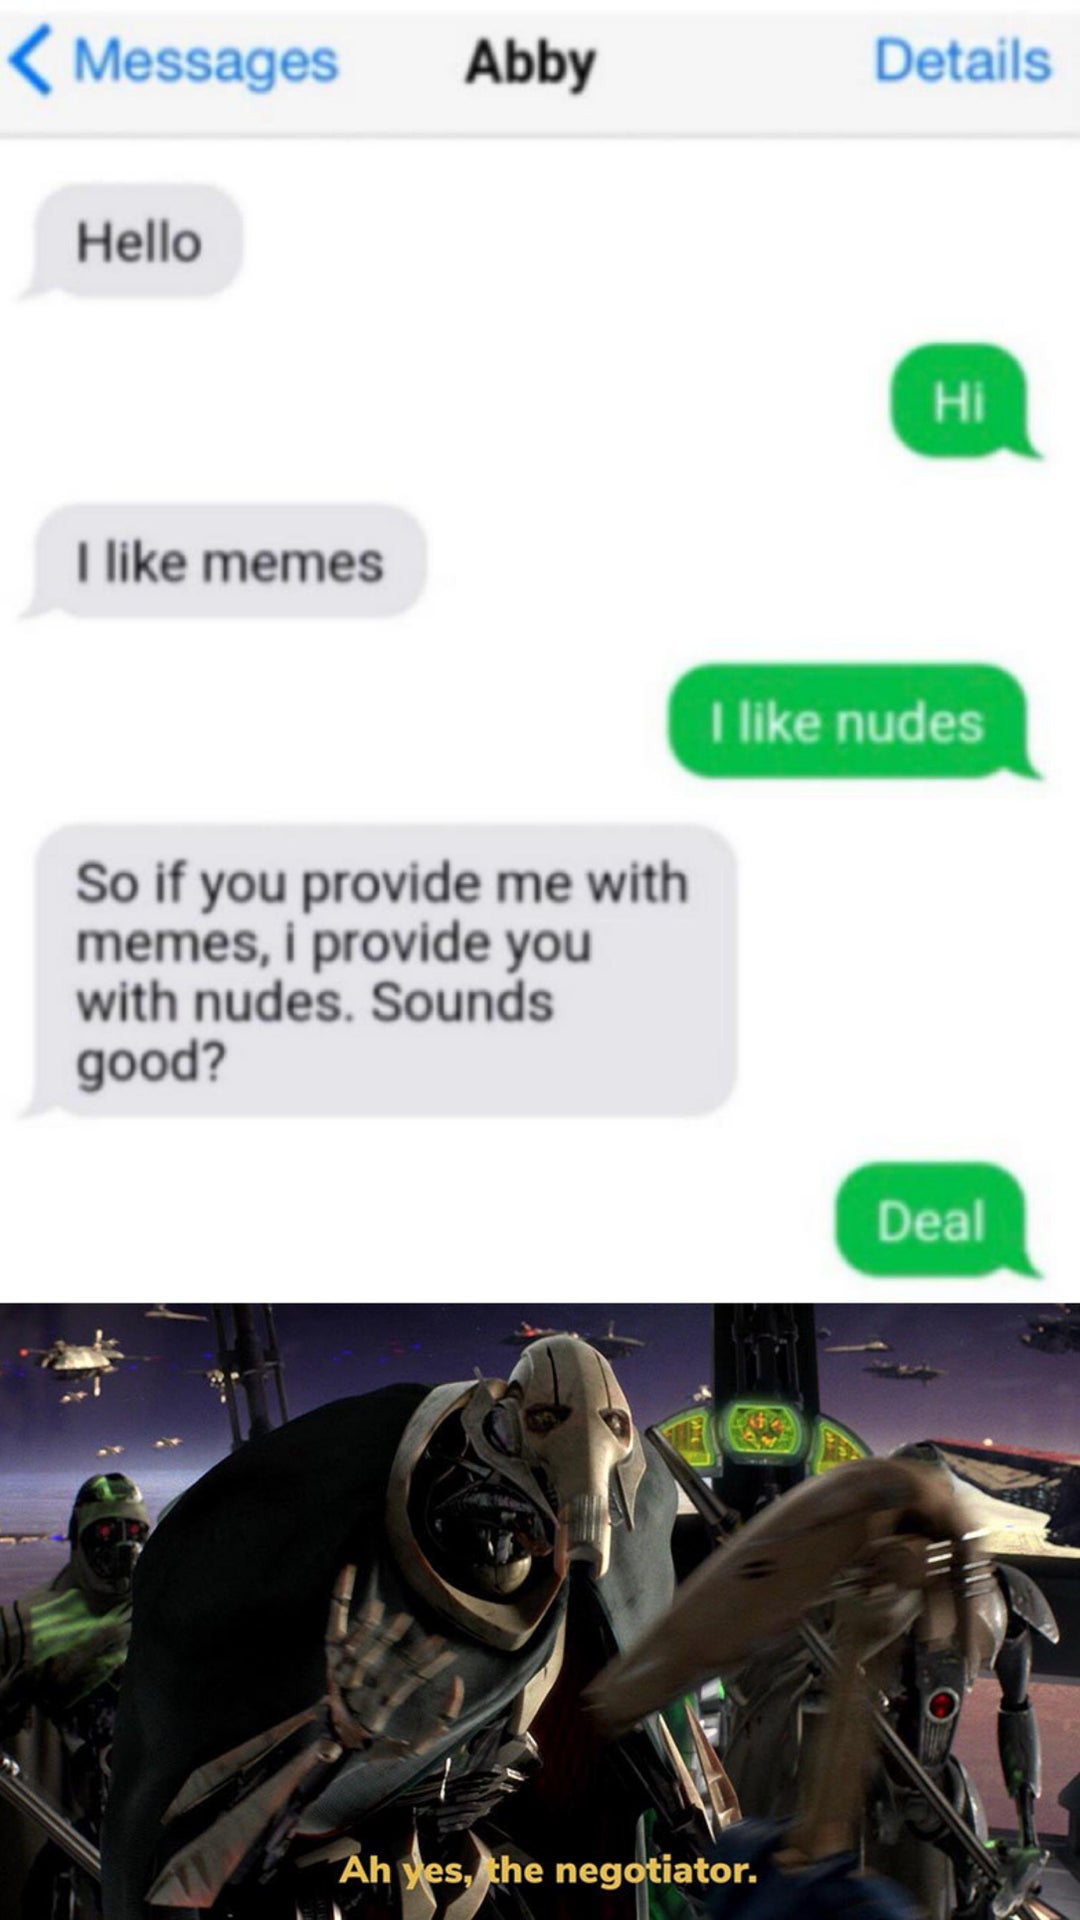 Messages Abby Details
Hello
Hi
I like memes
I like nudes
So if you provide me with
memes, i provide you
with nudes. Sounds
good?
Deal
Ah yes, the negotiator.